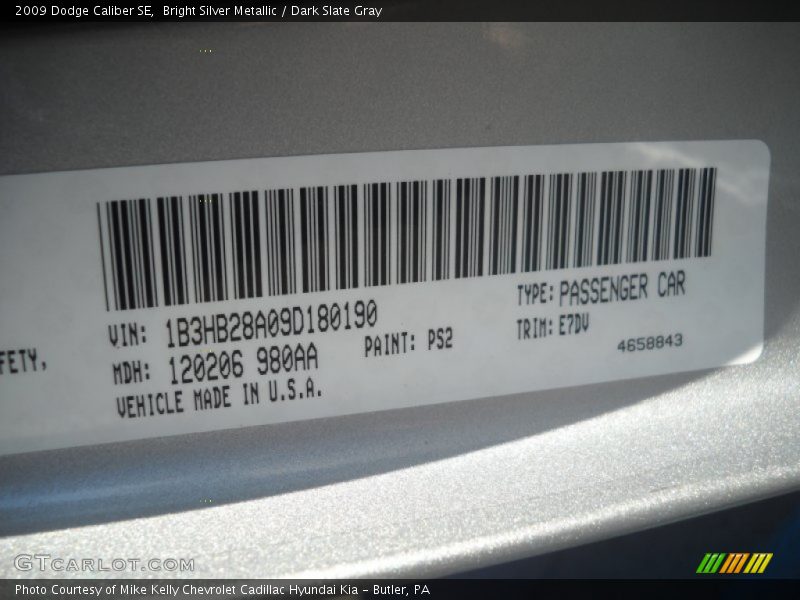 2009 Dodge Caliber SE, Bright Silver Metallic / Dark Slate Gray
FETY,
VIN: 1B3HB28A09D180190
TYPE: PASSENGER CAR
MDH: 120206 980AA
PAINT: PS2
TRIM: E7DV
VEHICLE MADE IN U.S.A.
4658843
GTCARLOT.COM
Photo Courtesy of Mike Kelly Chevrolet Cadillac Hyundai Kia – Butler, PA